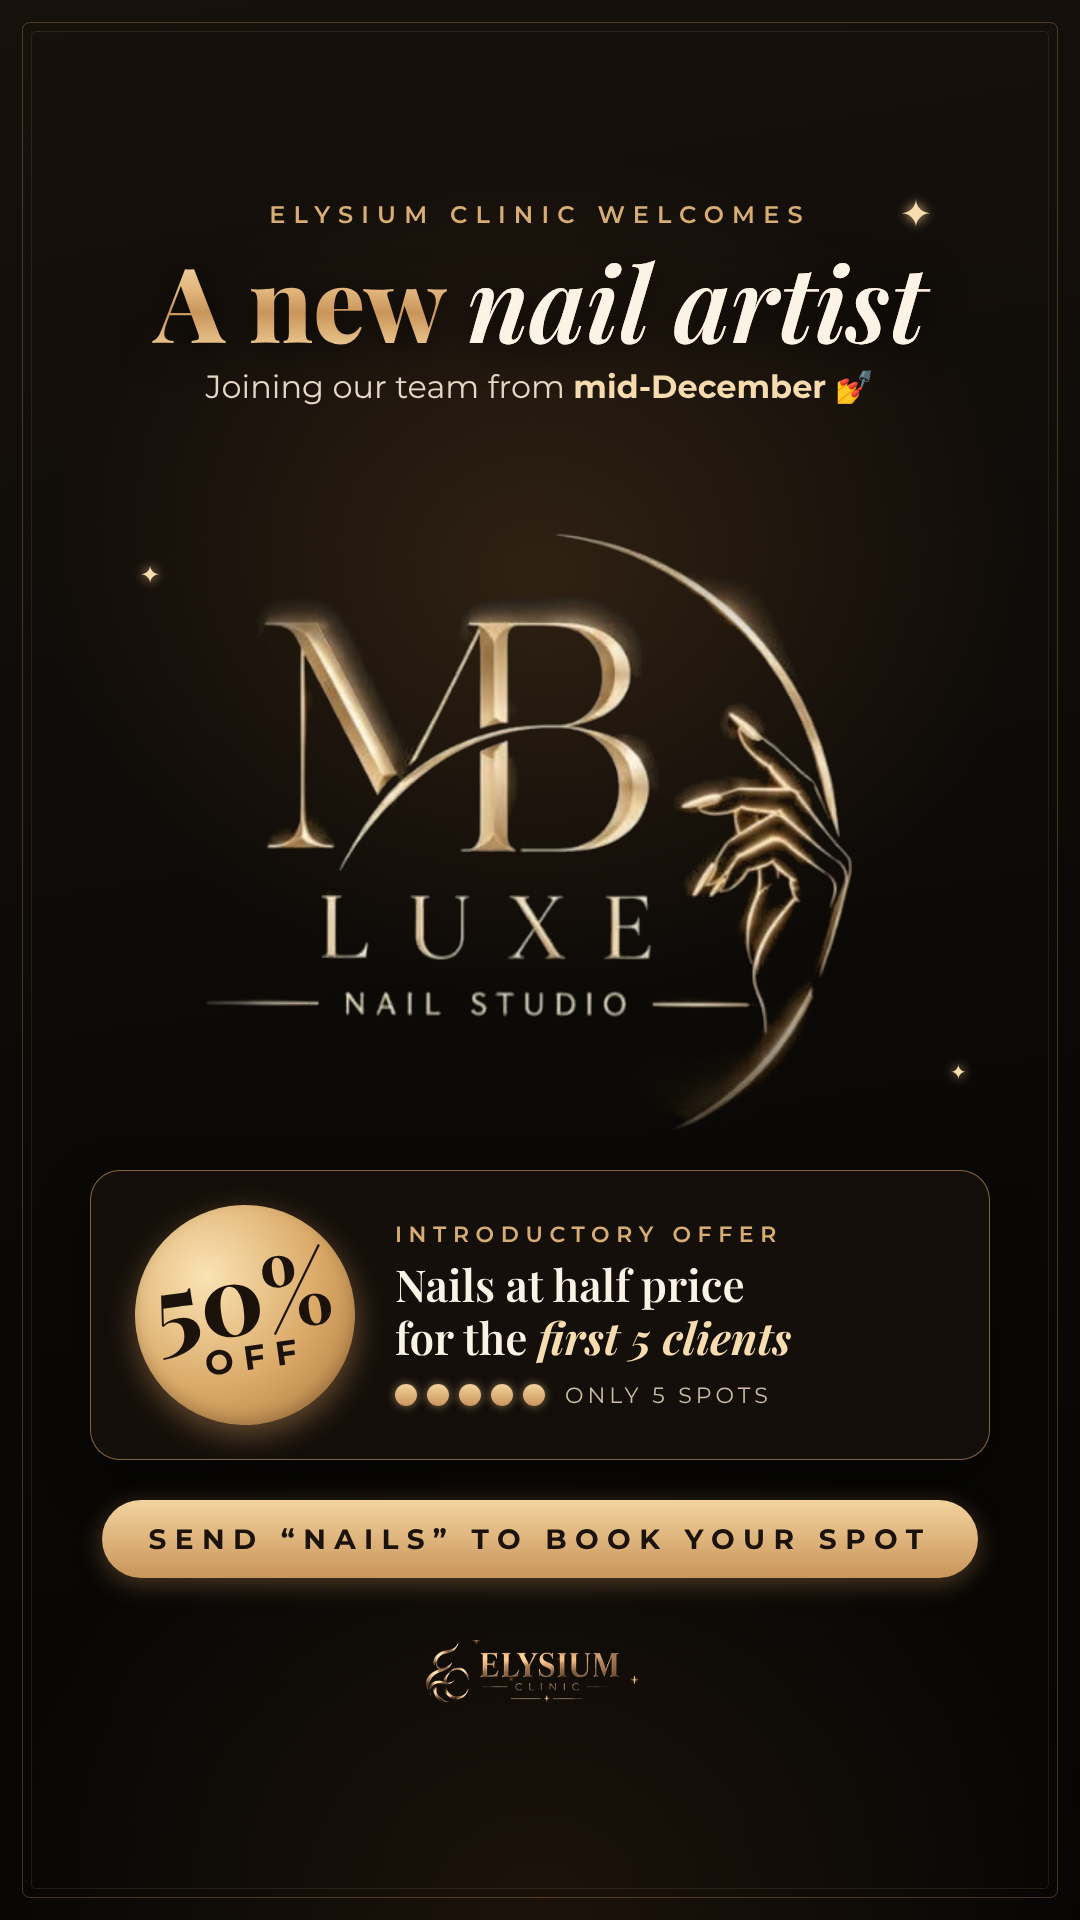 ELYSIUM CLINIC WELCOMES
A new nail artist
Joining our team from mid-December 💅
MB
LUXE
NAIL STUDIO
50%
OFF
INTRODUCTORY OFFER
Nails at half price
for the first 5 clients
ONLY 5 SPOTS
SEND “NAILS” TO BOOK YOUR SPOT
ELYSIUM
CLINIC